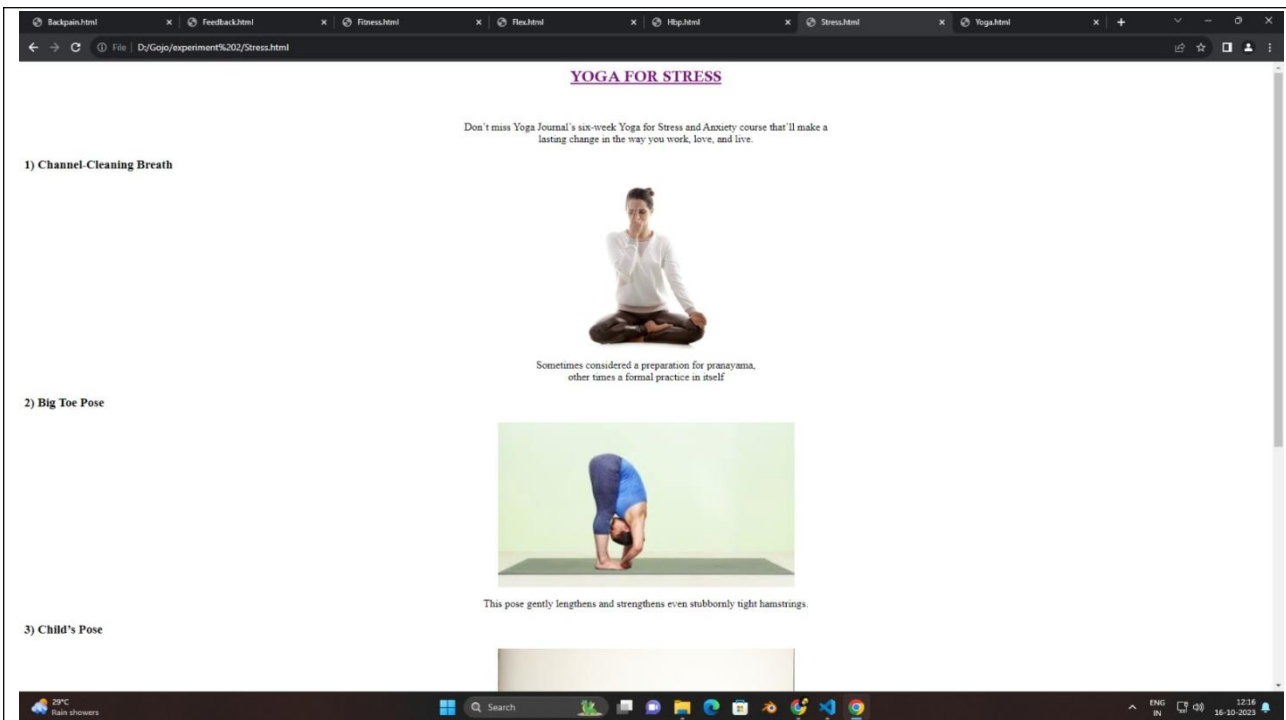 Backpain.html
Feedback.html
Fitness.html
Flex.html
Hbp.html
Stress.html
Yoga.html
File | D:/Gojo/experiment%202/Stress.html
YOGA FOR STRESS
Don't miss Yoga Journal's six-week Yoga for Stress and Anxiety course that'll make a
lasting change in the way you work, love, and live.
1) Channel-Cleaning Breath
Sometimes considered a preparation for pranayama,
other times a formal practice in itself
2) Big Toe Pose
This pose gently lengthens and strengthens even stubbornly tight hamstrings.
3) Child's Pose
29°C
Rain showers
Search
ENG
IN
12:16
16-10-2023